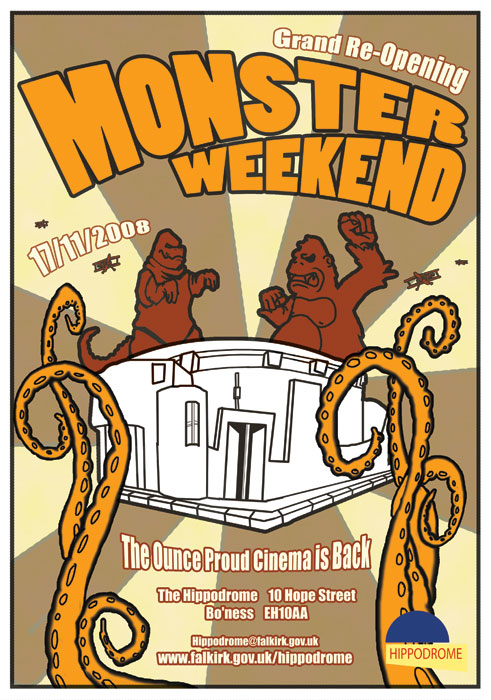 Grand Re-Opening
MONSTER
WEEKEND
17/11/2008
The Ounce Proud Cinema is Back
The Hippodrome 10 Hope Street
Bo'ness EH10AA
Hippodrome@falkirk.gov.uk
www.falkirk.gov.uk/hippodrome
HIPPODROME